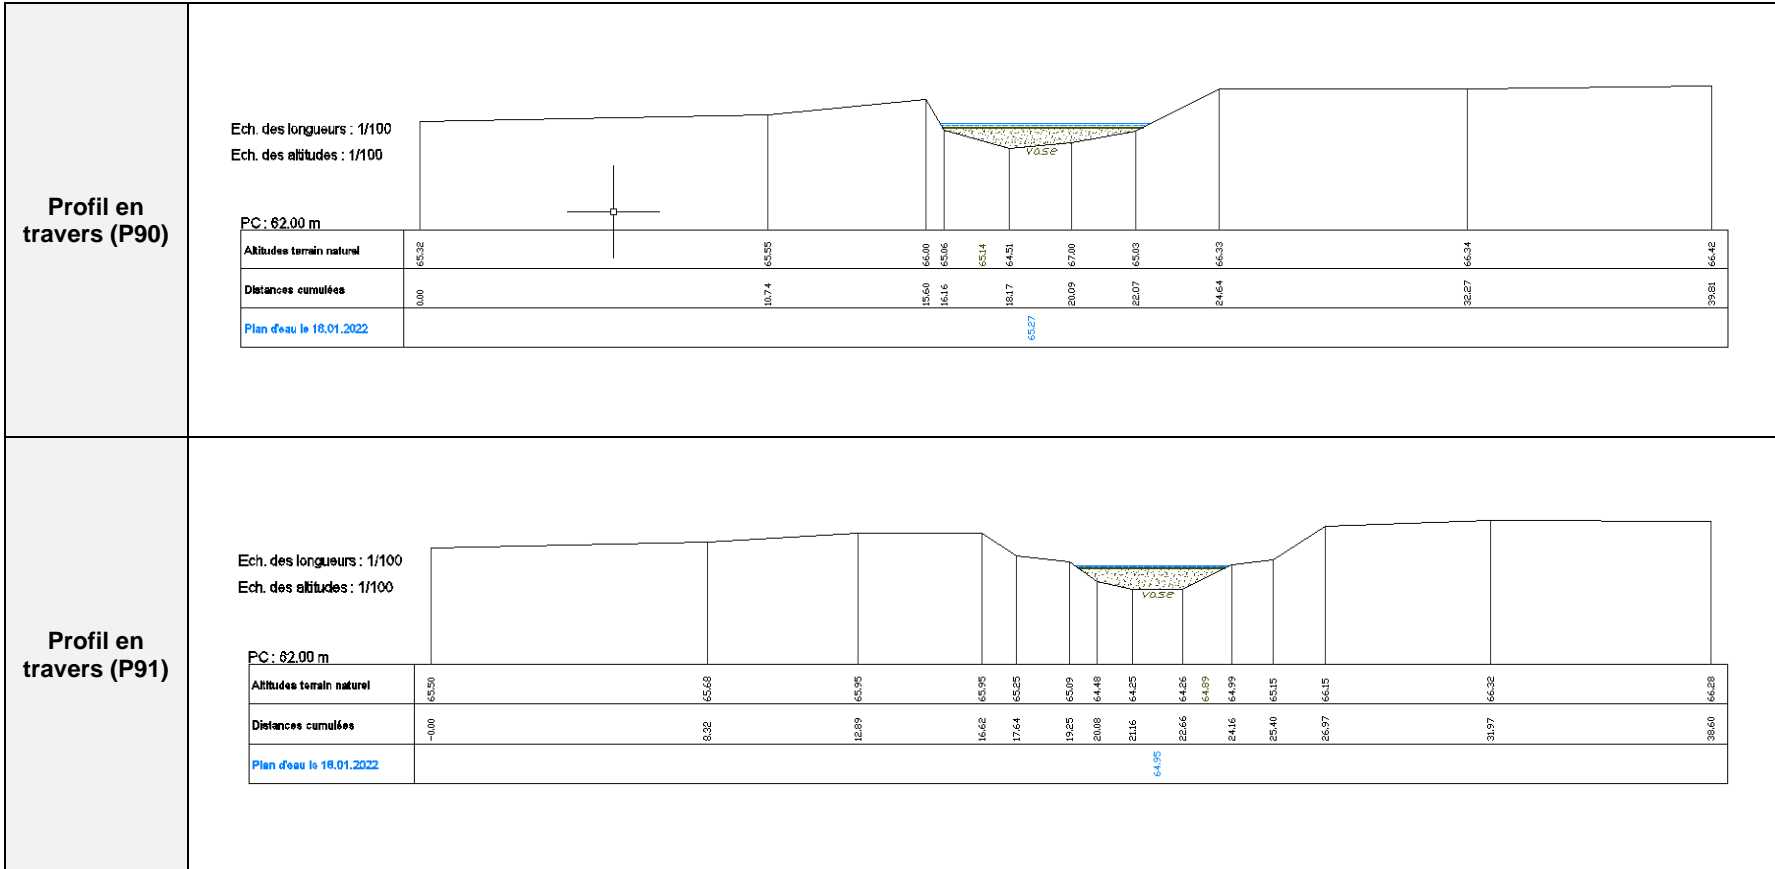 Profil en
travers (P90)
Ech. des longueurs : 1/100
Ech. des altitudes : 1/100
vase
PC : 62.00 m
Altitudes terrain naturel 65.32 65.55 66.00 65.06 65.14 64.51 67.00 65.03 66.33 66.34 66.42
Distances cumulées 0.00 10.74 15.60 16.16 18.17 20.09 22.07 24.64 32.27 39.81
Plan d'eau le 18.01.2022 65.27
Profil en
travers (P91)
Ech. des longueurs : 1/100
Ech. des altitudes : 1/100
vase
PC : 62.00 m
Altitudes terrain naturel 65.50 65.68 65.95 65.95 65.25 65.09 64.48 64.25 64.26 64.89 64.99 65.15 66.15 66.32 66.28
Distances cumulées -0.00 8.32 12.89 16.62 17.64 19.25 20.08 21.16 22.66 24.16 25.40 26.97 31.97 38.60
Plan d'eau le 18.01.2022 64.95